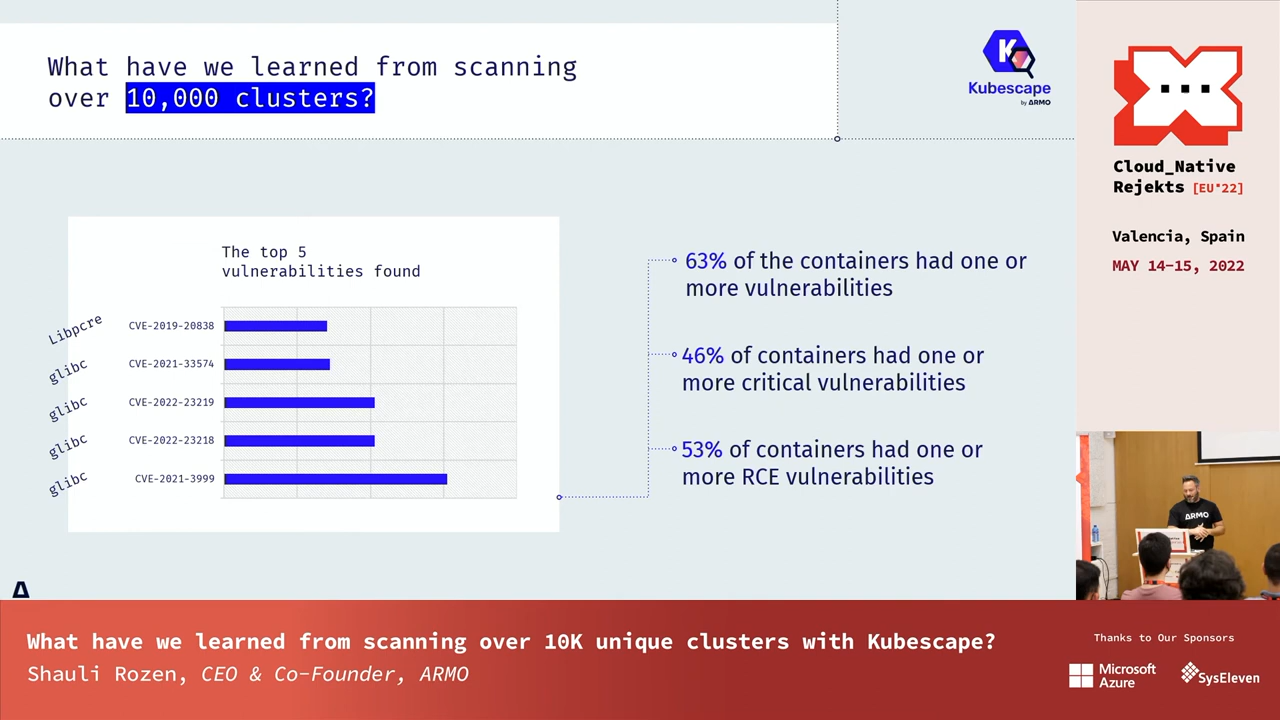 What have we learned from scanning
over 10,000 clusters?
K
Kubescape
by ARMO
The top 5
vulnerabilities found
Libpcre CVE-2019-20838
glibc CVE-2021-33574
glibc CVE-2022-23219
glibc CVE-2022-23218
glibc CVE-2021-3999
63% of the containers had one or
more vulnerabilities
46% of containers had one or
more critical vulnerabilities
53% of containers had one or
more RCE vulnerabilities
Cloud_Native
Rejekts [EU*22]
Valencia, Spain
MAY 14-15, 2022
ARMO
What have we learned from scanning over 10K unique clusters with Kubescape?
Shauli Rozen, CEO & Co-Founder, ARMO
Thanks to Our Sponsors
Microsoft
Azure
SysEleven